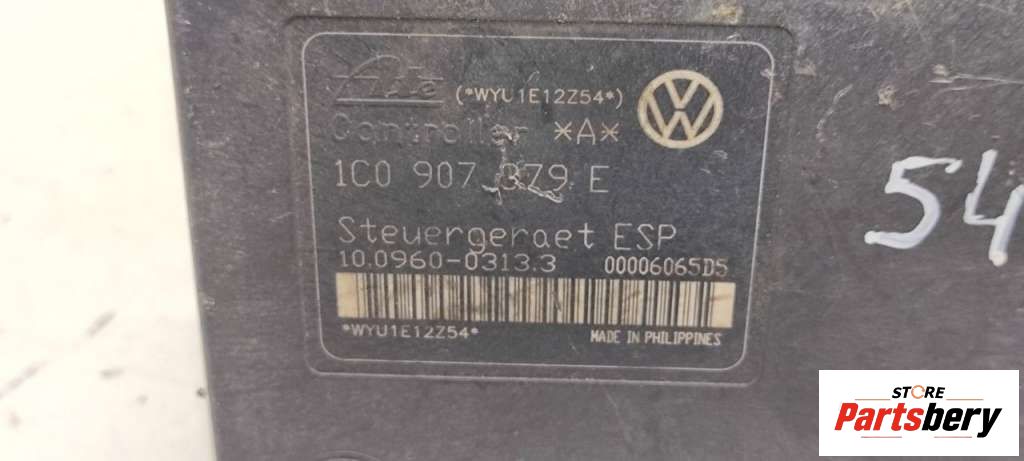 Ate (*WYU1E12Z54*)
Controller *A*
1C0 907 379 E
Steuergeraet ESP
10.0960-0313.3 00006065D5
*WYU1E12Z54*
MADE IN PHILIPPINES
54
STORE
Partsbery